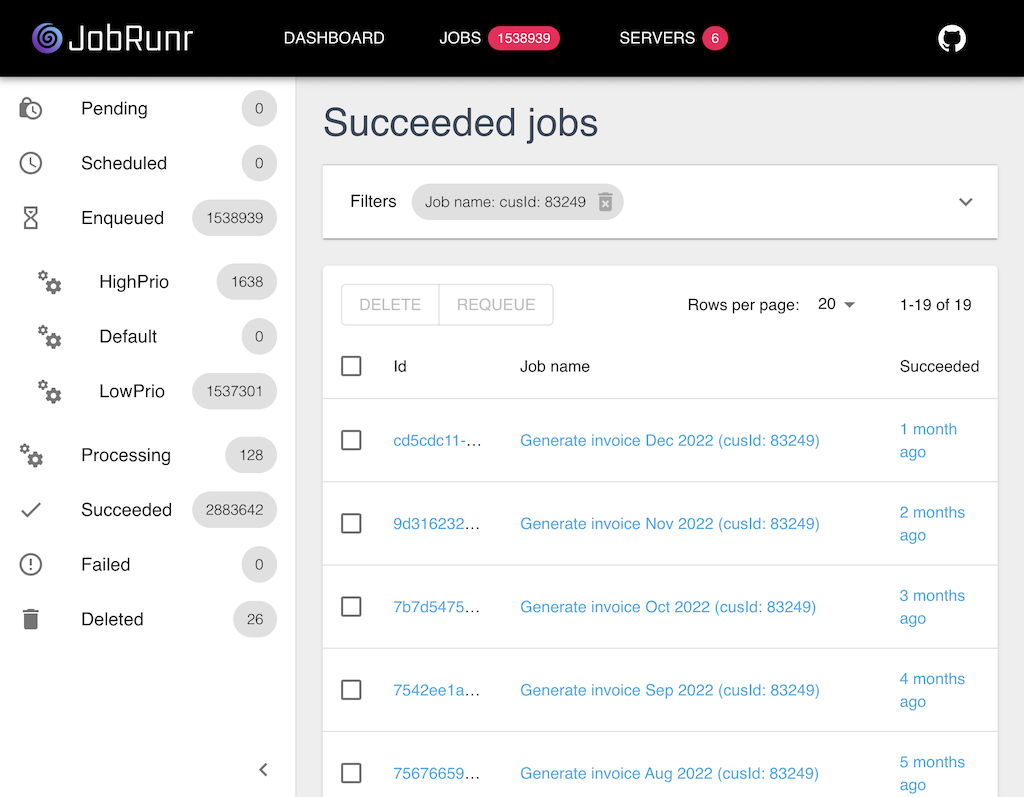 JobRunr DASHBOARD JOBS 1538939 SERVERS 6
Pending 0
Scheduled 0
Enqueued 1538939
HighPrio 1638
Default 0
LowPrio 1537301
Processing 128
Succeeded 2883642
Failed 0
Deleted 26
Succeeded jobs
Filters Job name: cusId: 83249
DELETE REQUEUE Rows per page: 20 1-19 of 19
Id Job name Succeeded
cd5cdc11-... Generate invoice Dec 2022 (cusId: 83249) 1 month
ago
9d316232... Generate invoice Nov 2022 (cusId: 83249) 2 months
ago
7b7d5475... Generate invoice Oct 2022 (cusId: 83249) 3 months
ago
7542ee1a... Generate invoice Sep 2022 (cusId: 83249) 4 months
ago
75676659... Generate invoice Aug 2022 (cusId: 83249) 5 months
ago